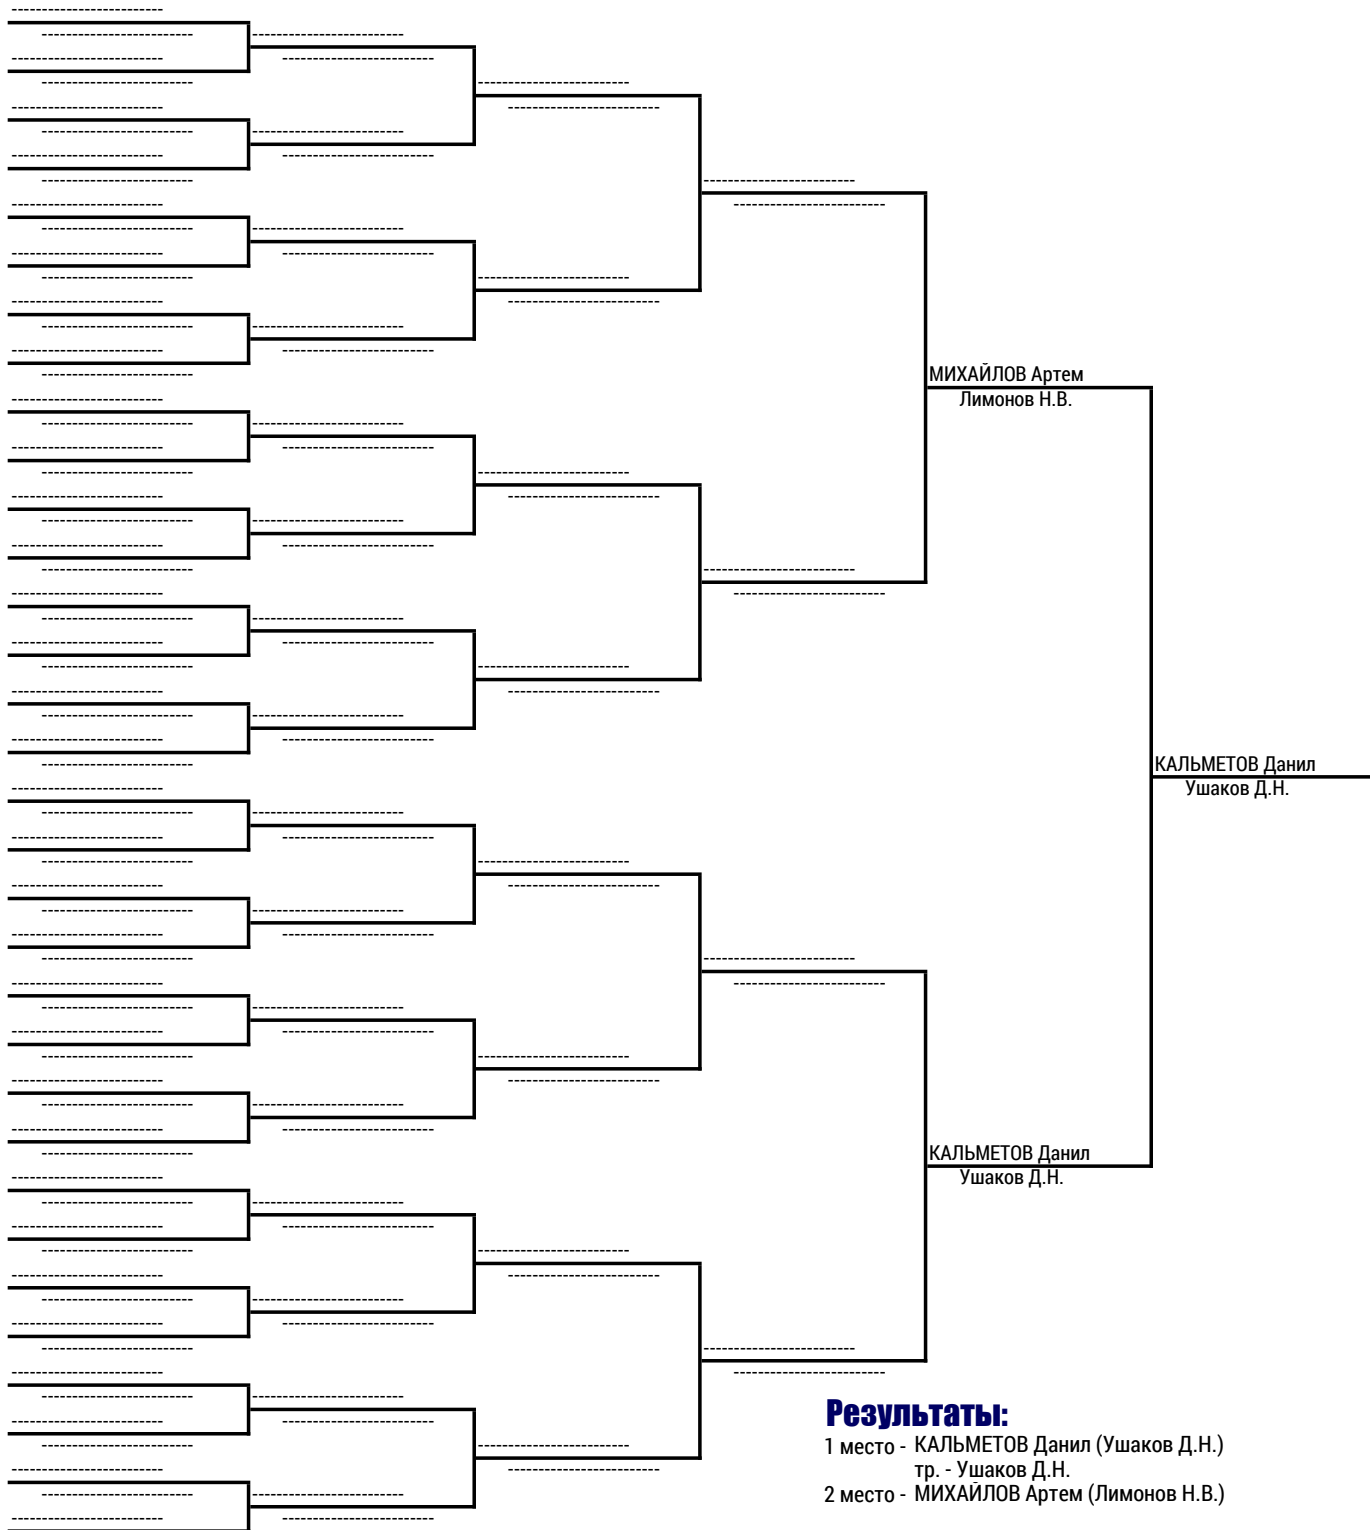 МИХАЙЛОВ Артем
Лимонов Н.В.
КАЛЬМЕТОВ Данил
Ушаков Д.Н.
КАЛЬМЕТОВ Данил
Ушаков Д.Н.
Результаты:
1 место - КАЛЬМЕТОВ Данил (Ушаков Д.Н.)
тр. - Ушаков Д.Н.
2 место - МИХАЙЛОВ Артем (Лимонов Н.В.)